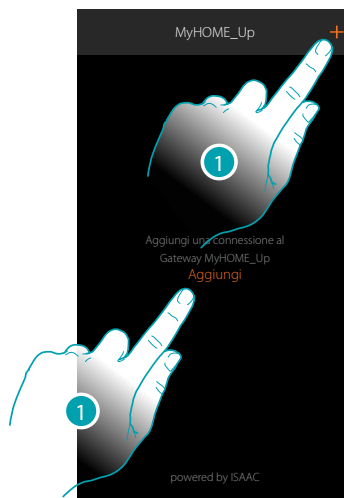 MyHOME_Up
+
1
Aggiungi una connessione al
Gateway MyHOME_Up
Aggiungi
1
powered by ISAAC